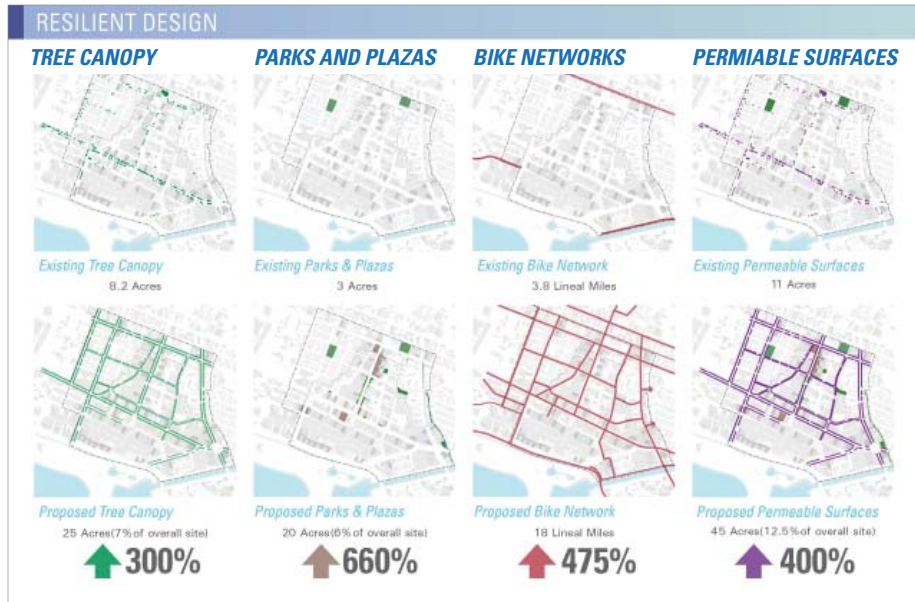 RESILIENT DESIGN
TREE CANOPY
PARKS AND PLAZAS
BIKE NETWORKS
PERMIABLE SURFACES
Existing Tree Canopy
8.2 Acres
Existing Parks & Plazas
3 Acres
Existing Bike Network
3.8 Lineal Miles
Existing Permeable Surfaces
11 Acres
Proposed Tree Canopy
25 Acres(7% of overall site)
300%
Proposed Parks & Plazas
20 Acres(6% of overall site)
660%
Proposed Bike Network
18 Lineal Miles
475%
Proposed Permeable Surfaces
45 Acres(12.5% of overall site)
400%